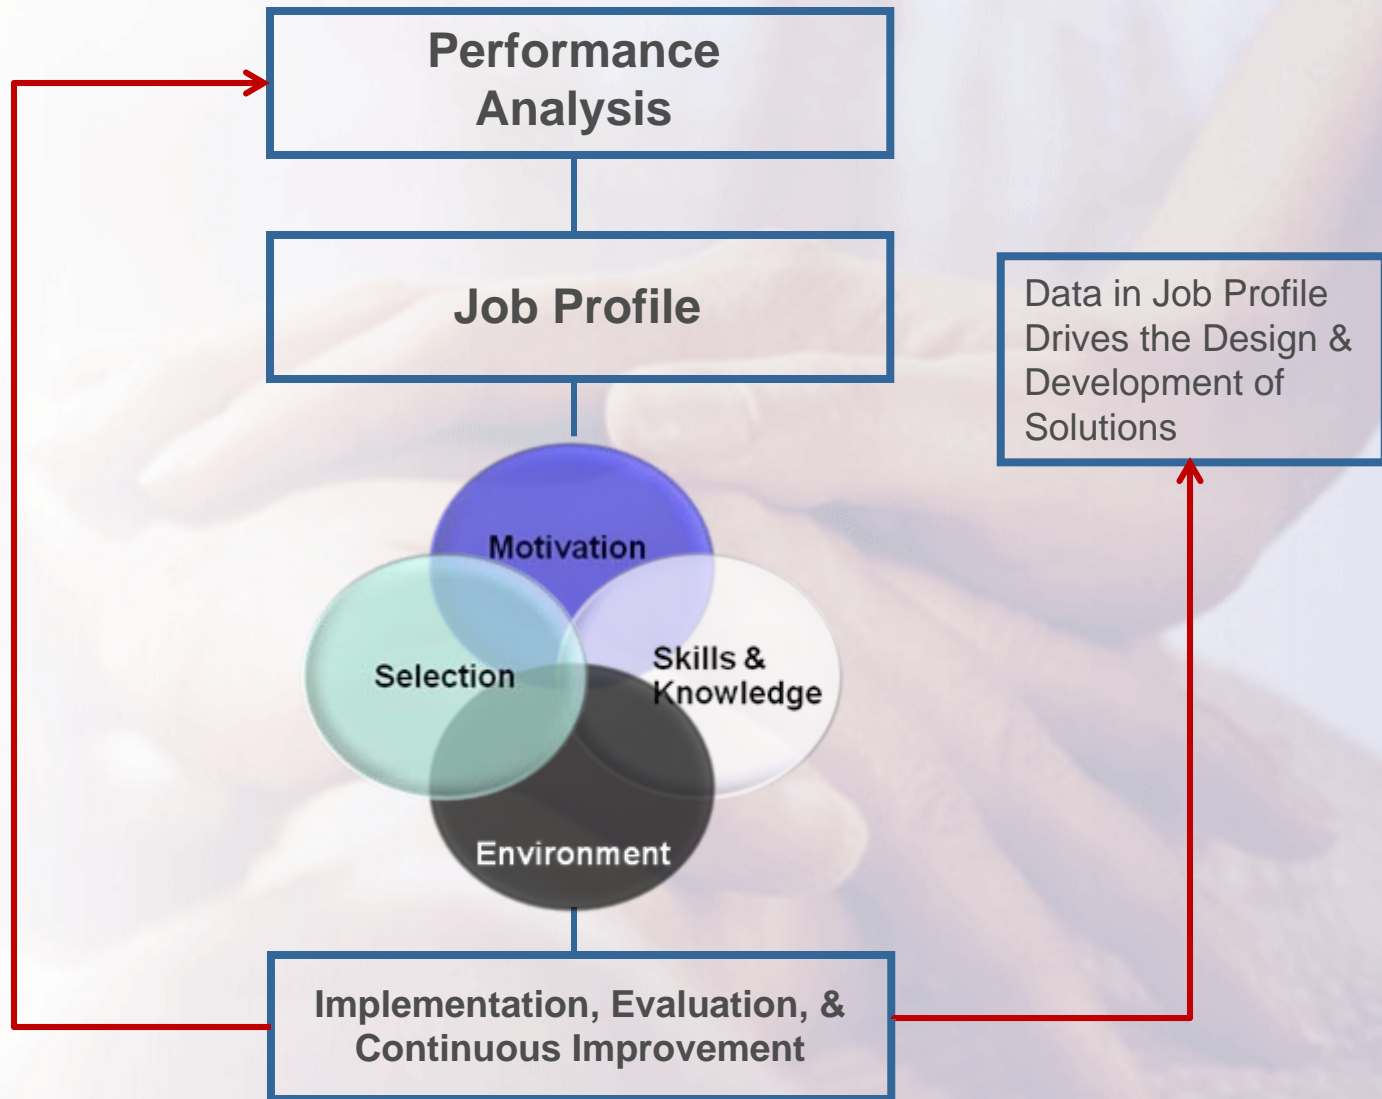 Performance
Analysis
Job Profile
Data in Job Profile
Drives the Design &
Development of
Solutions
Motivation
Selection
Skills &
Knowledge
Environment
Implementation, Evaluation, &
Continuous Improvement